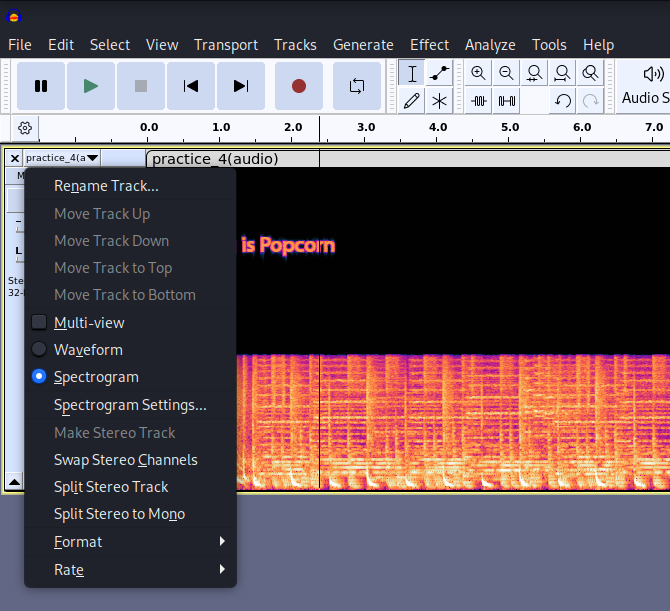 File Edit Select View Transport Tracks Generate Effect Analyze Tools Help
Audio S
0.0 1.0 2.0 3.0 4.0 5.0 6.0 7.0
practice_4(a practice_4(audio)
M
Rename Track...
Move Track Up
Move Track Down
is Popcorn
Move Track to Top
L
Ste
32-
Move Track to Bottom
Multi-view
Waveform
Spectrogram
Spectrogram Settings...
Make Stereo Track
Swap Stereo Channels
Split Stereo Track
Split Stereo to Mono
Format
Rate